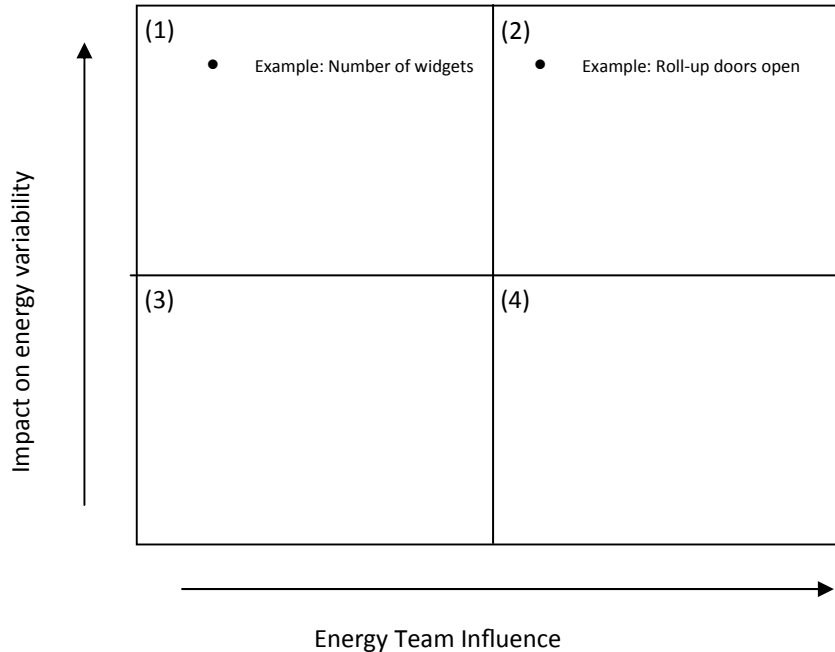 (1)
(2)
• Example: Number of widgets
• Example: Roll-up doors open
Impact on energy variability
(3)
(4)
Energy Team Influence